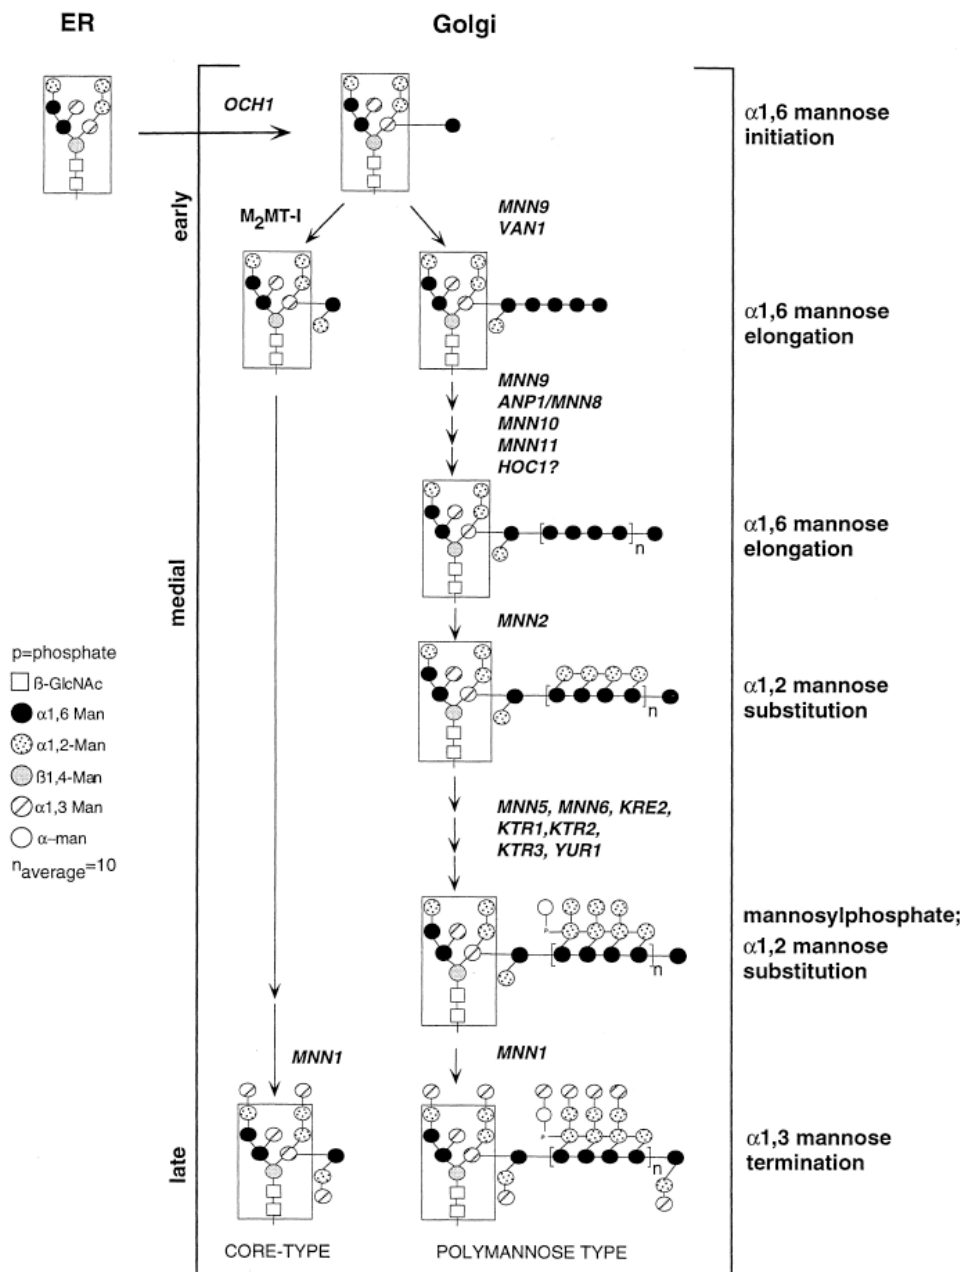 ER
Golgi
OCH1
α1,6 mannose
initiation
early
M2MT-I
MNN9
VAN1
α1,6 mannose
elongation
MNN9
ANP1/MNN8
MNN10
MNN11
HOC1?
α1,6 mannose
elongation
n
medial
MNN2
p=phosphate
ß-GlcNAc
α1,6 Man
α1,2-Man
ß1,4-Man
α1,3 Man
α–man
naverage=10
α1,2 mannose
substitution
n
MNN5, MNN6, KRE2,
KTR1,KTR2,
KTR3, YUR1
mannosylphosphate;
α1,2 mannose
substitution
P
n
MNN1
MNN1
α1,3 mannose
termination
P
n
late
CORE-TYPE
POLYMANNOSE TYPE